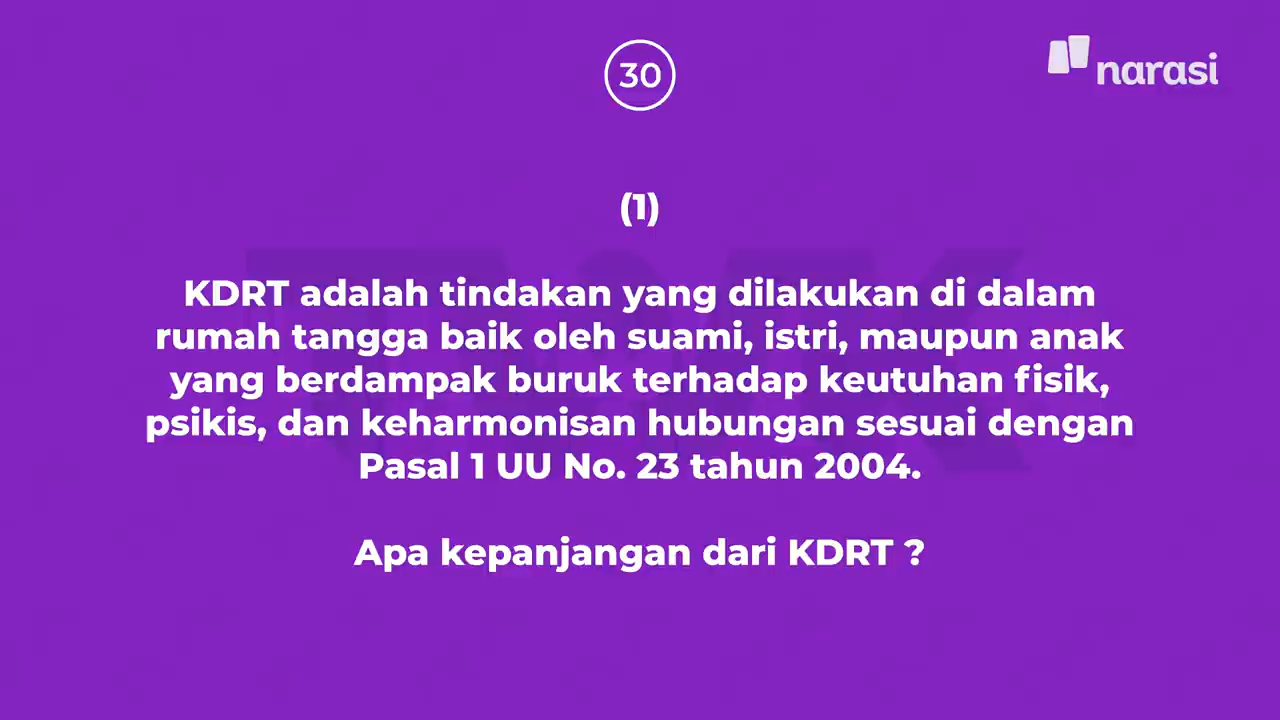 30
narasi
(1)
KDRT adalah tindakan yang dilakukan di dalam
rumah tangga baik oleh suami, istri, maupun anak
yang berdampak buruk terhadap keutuhan fisik,
psikis, dan keharmonisan hubungan sesuai dengan
Pasal 1 UU No. 23 tahun 2004.
Apa kepanjangan dari KDRT ?